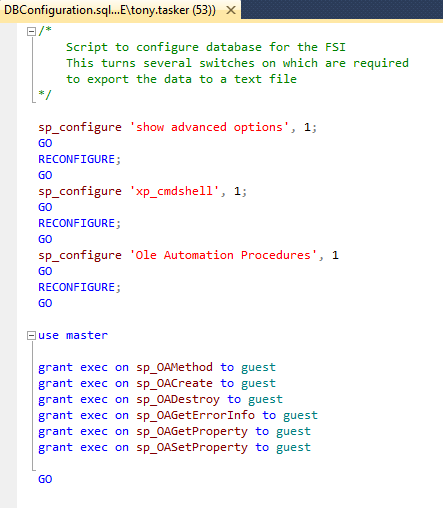 DBConfiguration.sql...E\tony.tasker (53))
/*
Script to configure database for the FSI
This turns several switches on which are required
to export the data to a text file
*/
sp_configure 'show advanced options', 1;
GO
RECONFIGURE;
GO
sp_configure 'xp_cmdshell', 1;
GO
RECONFIGURE;
GO
sp_configure 'Ole Automation Procedures', 1
GO
RECONFIGURE;
GO
use master
grant exec on sp_OAMethod to guest
grant exec on sp_OACreate to guest
grant exec on sp_OADestroy to guest
grant exec on sp_OAGetErrorInfo to guest
grant exec on sp_OAGetProperty to guest
grant exec on sp_OASetProperty to guest
GO